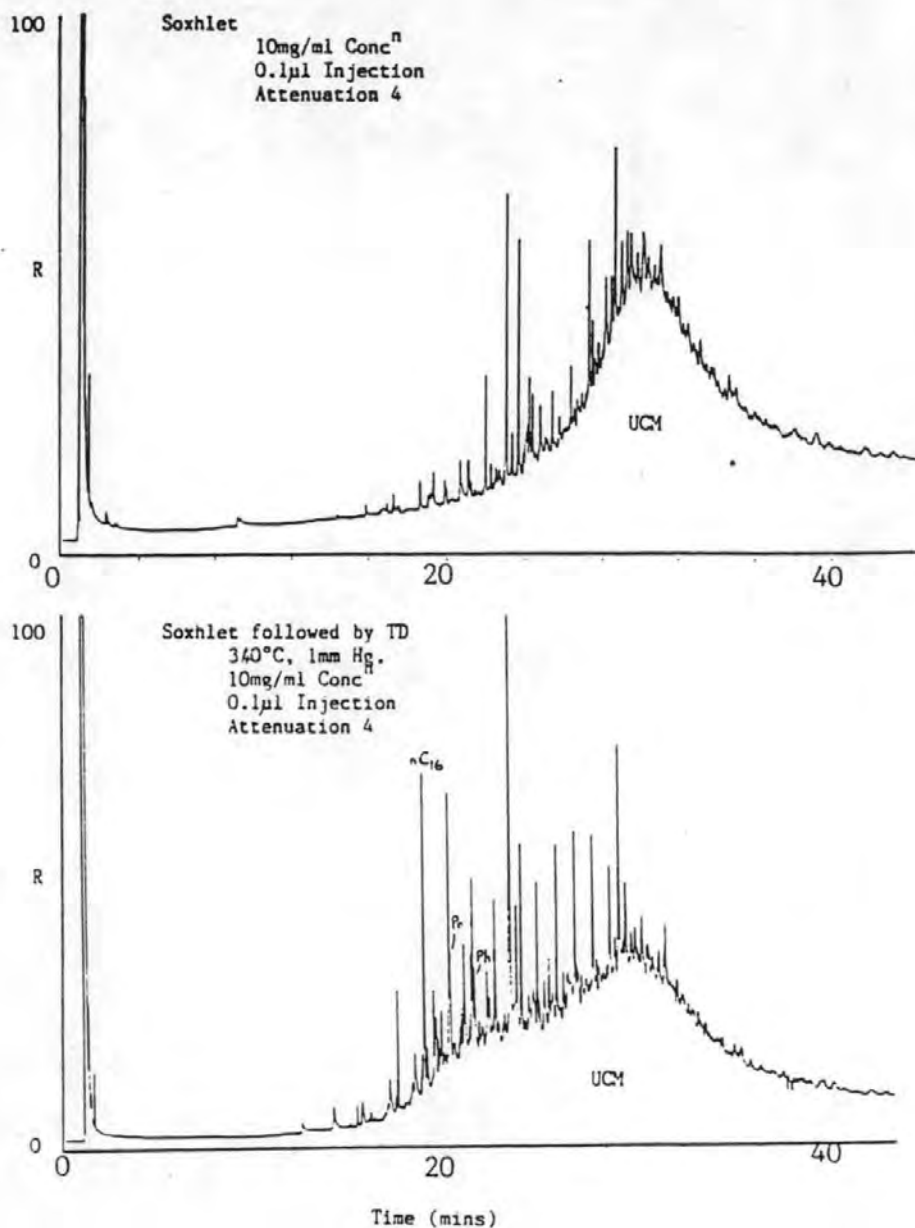 100
Soxhlet
10mg/ml Concⁿ
0.1µl Injection
Attenuation 4
R
UCM
0
0 20 40
100
Soxhlet followed by TD
340°C, 1mm Hg.
10mg/ml Concⁿ
0.1µl Injection
Attenuation 4
nC₁₆
Pr
Ph
R
UCM
0
0 20 40
Time (mins)